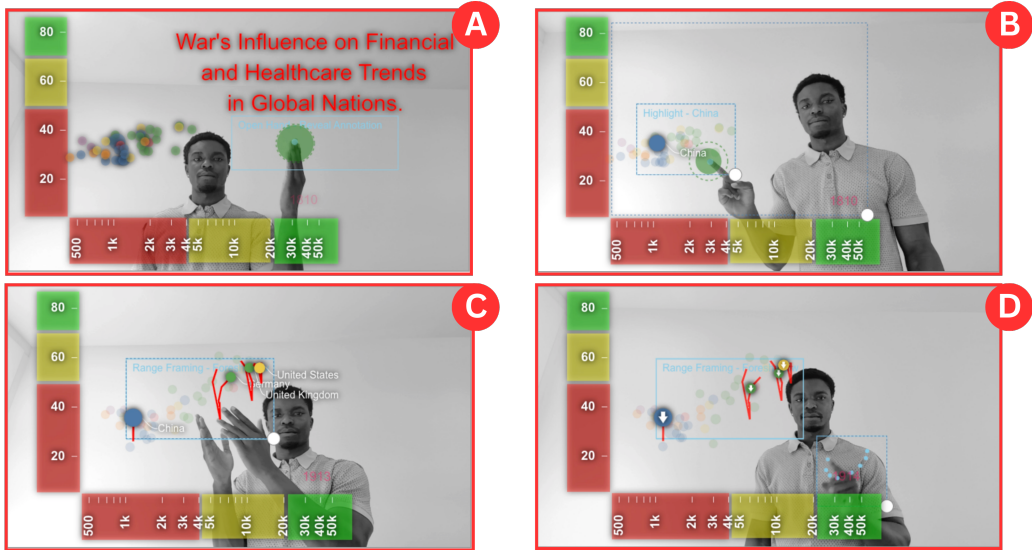 A
80
60
40
20
War's Influence on Financial
and Healthcare Trends
in Global Nations.
500
1k
2k
3k
4k
5k
10k
20k
30k
40k
50k
B
80
60
40
20
Highlight - China
China
1810
500
1k
2k
3k
4k
5k
10k
20k
30k
40k
50k
C
80
60
40
20
Range Framing -
United States
Germany
United Kingdom
China
1813
500
1k
2k
3k
4k
5k
10k
20k
30k
40k
50k
D
80
60
40
20
Range Framing -
500
1k
2k
3k
4k
5k
10k
20k
30k
40k
50k